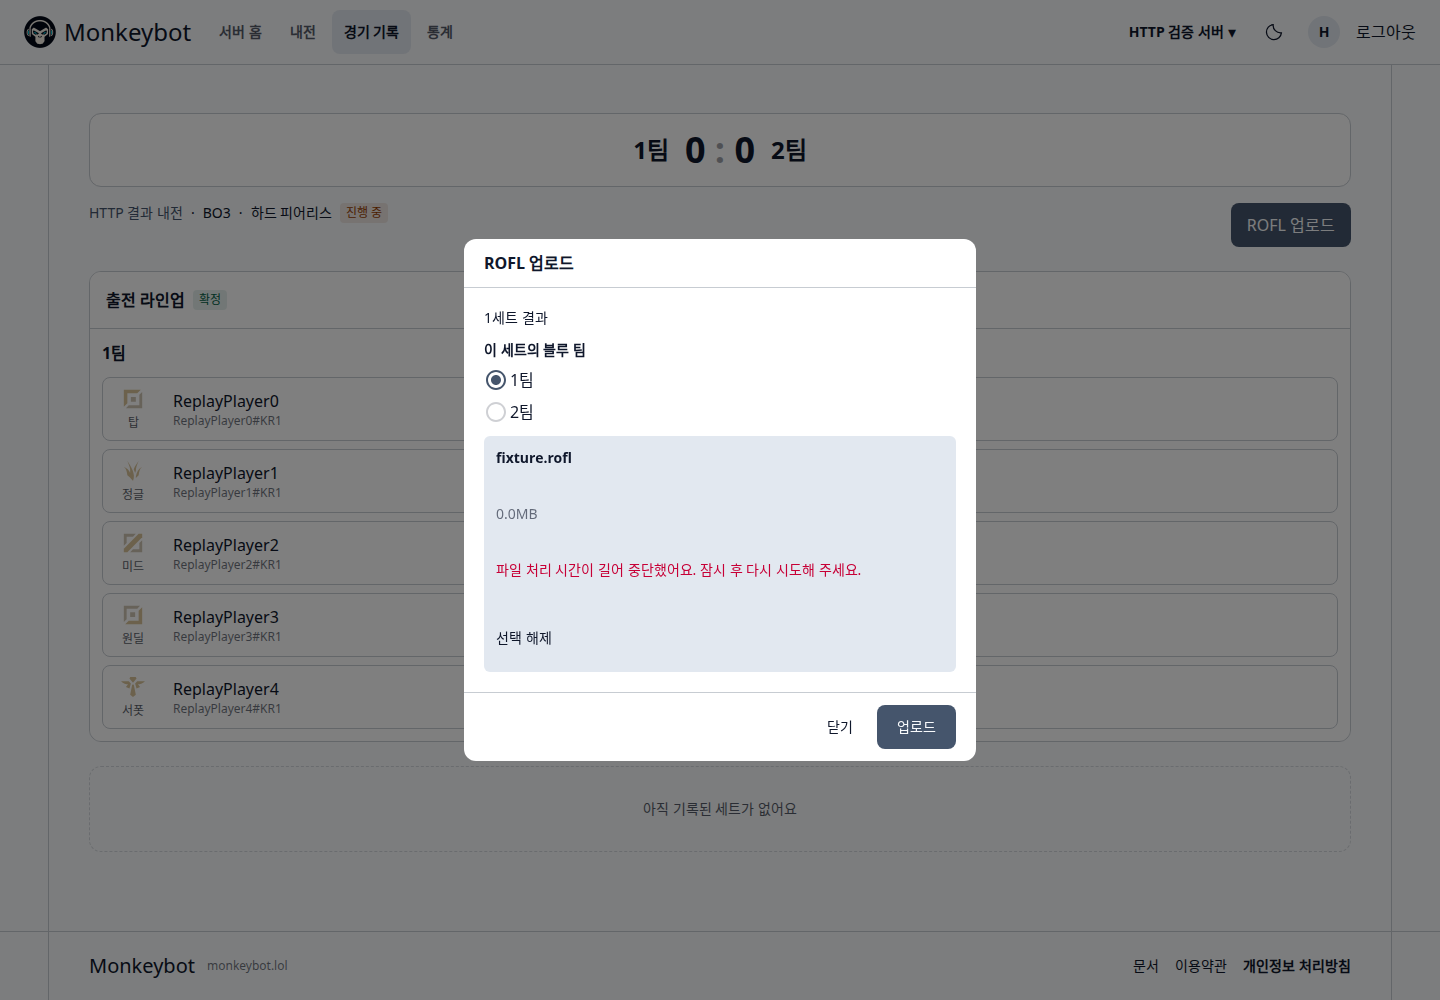 Monkeybot 서버 홈 내전 경기 기록 통계 HTTP 검증 서버 ▾ H 로그아웃
1팀 0 : 0 2팀
HTTP 결과 내전 · BO3 · 하드 피어리스 진행 중 ROFL 업로드
출전 라인업 확정
1팀
탑 ReplayPlayer0
ReplayPlayer0#KR1
정글 ReplayPlayer1
ReplayPlayer1#KR1
미드 ReplayPlayer2
ReplayPlayer2#KR1
원딜 ReplayPlayer3
ReplayPlayer3#KR1
서폿 ReplayPlayer4
ReplayPlayer4#KR1
ROFL 업로드
1세트 결과
이 세트의 블루 팀
1팀
2팀
fixture.rofl
0.0MB
파일 처리 시간이 길어 중단했어요. 잠시 후 다시 시도해 주세요.
선택 해제
닫기 업로드
아직 기록된 세트가 없어요
Monkeybot monkeybot.lol 문서 이용약관 개인정보 처리방침